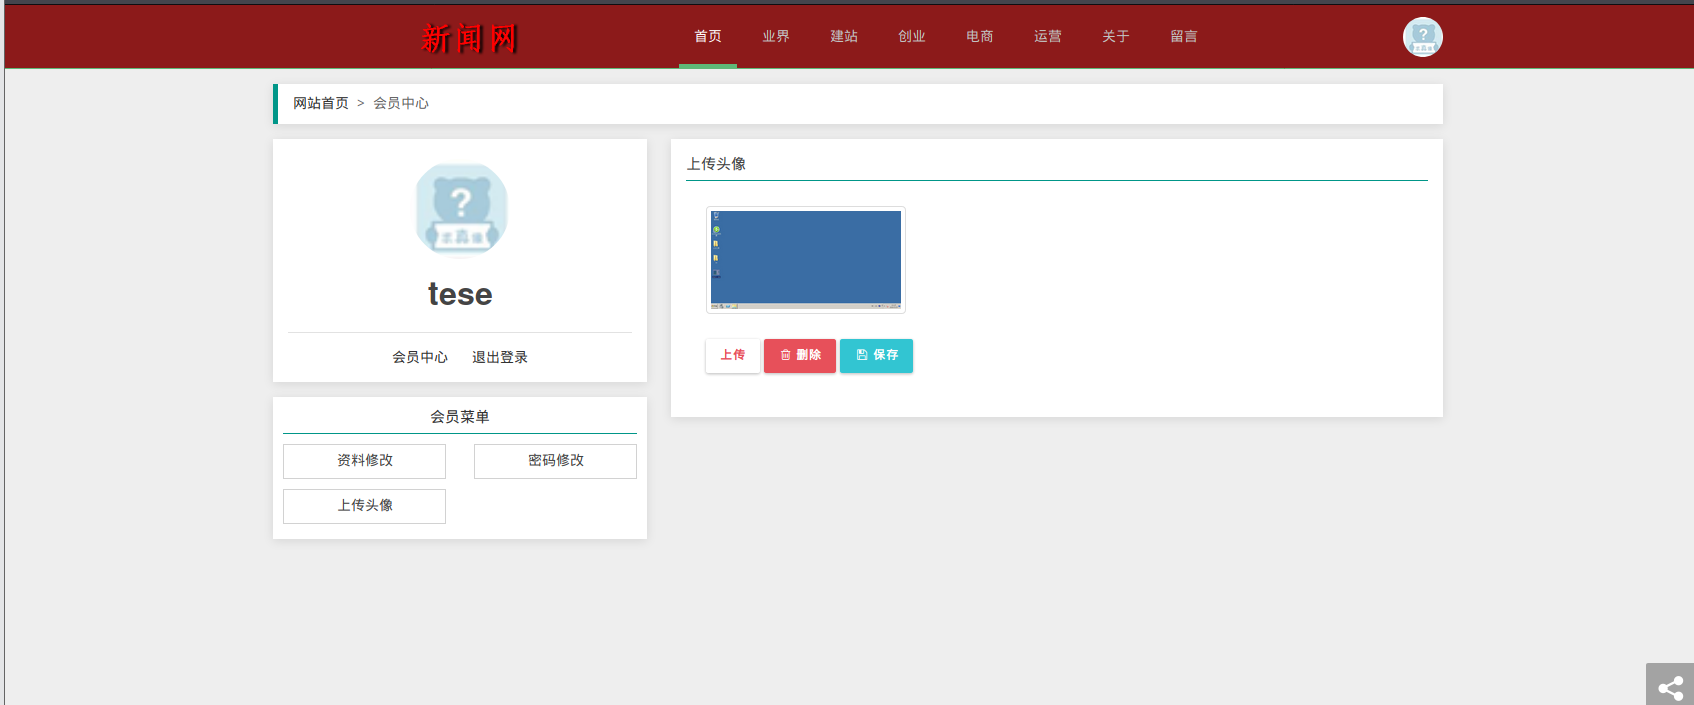 新闻网
首页 业界 建站 创业 电商 运营 关于 留言
网站首页 > 会员中心
?
求真像
tese
会员中心 退出登录
会员菜单
资料修改 密码修改
上传头像
上传头像
上传 删除 保存